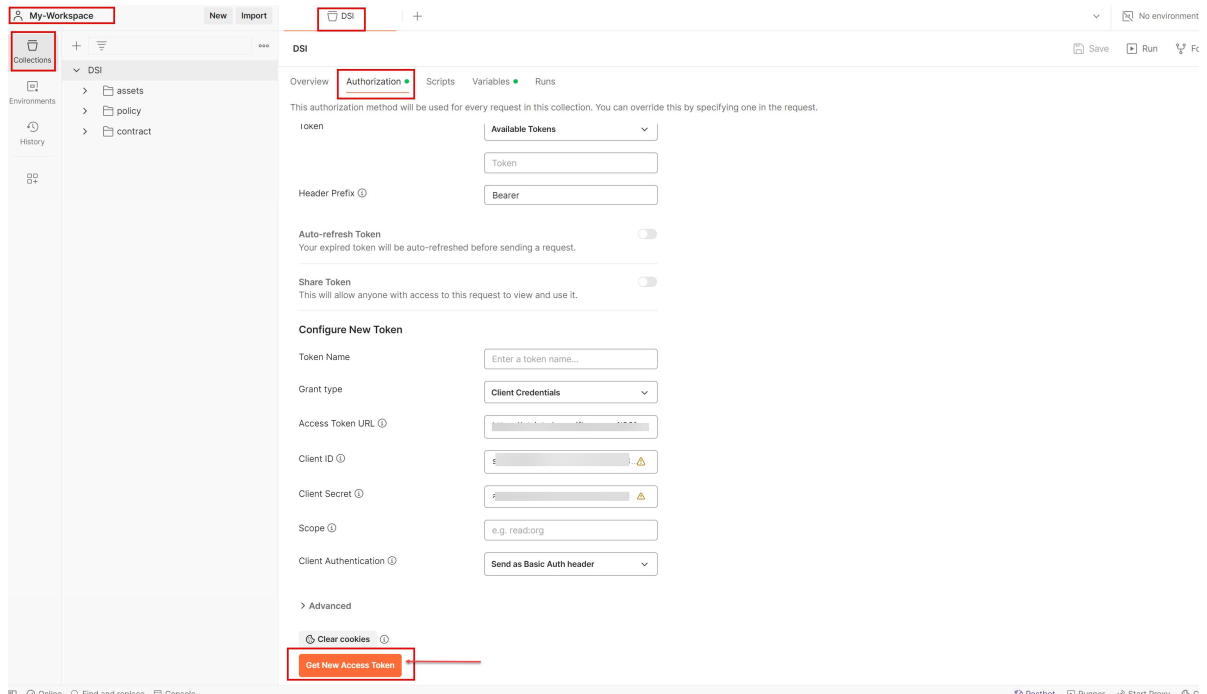 My-Workspace
New
Import
DSI
No environment
Collections
DSI
Save
Run
DSI
Overview
Authorization
Scripts
Variables
Runs
assets
Environments
This authorization method will be used for every request in this collection. You can override this by specifying one in the request.
policy
Token
Available Tokens
History
contract
Token
Header Prefix
Bearer
Auto-refresh Token
Your expired token will be auto-refreshed before sending a request.
Share Token
This will allow anyone with access to this request to view and use it.
Configure New Token
Token Name
Enter a token name...
Grant type
Client Credentials
Access Token URL
Client ID
Client Secret
Scope
e.g. read:org
Client Authentication
Send as Basic Auth header
Advanced
Clear cookies
Get New Access Token
Online
Find and replace
Console
Postbot
Runner
Start Proxy